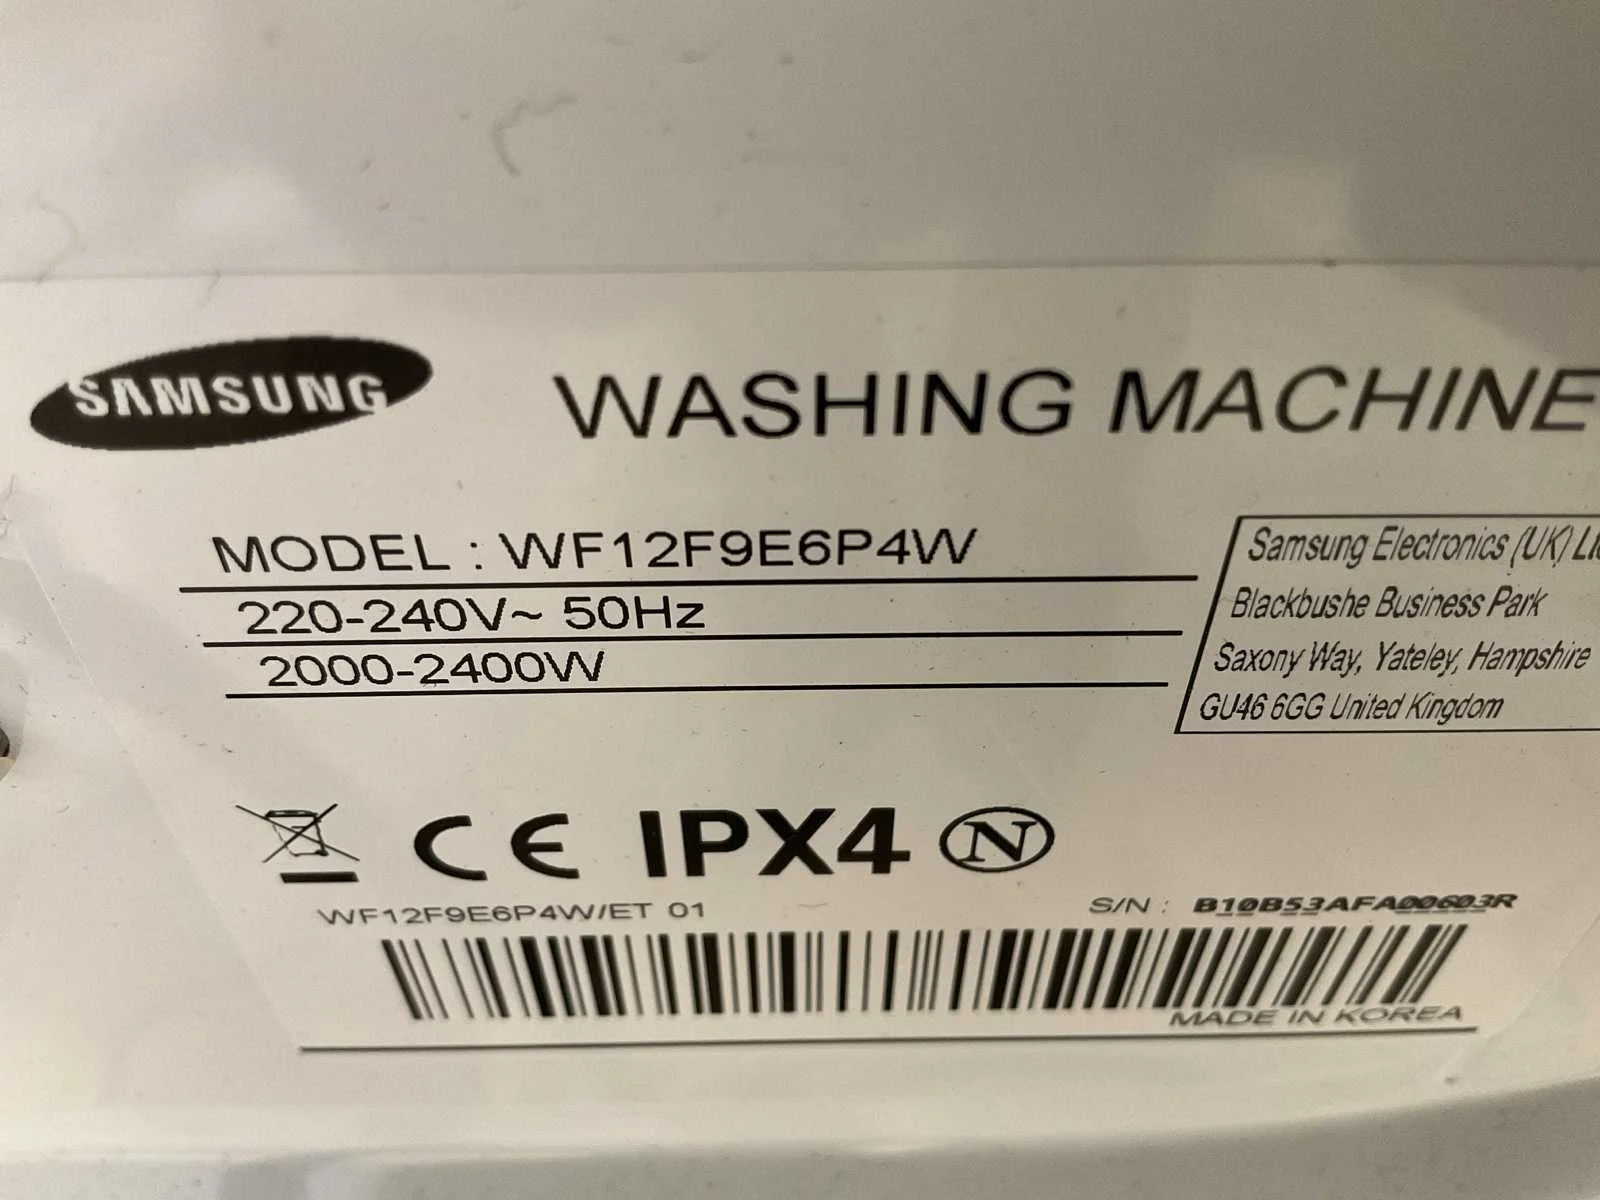 SAMSUNG WASHING MACHINE
MODEL : WF12F9E6P4W
220-240V~ 50Hz
2000-2400W
Samsung Electronics (UK)
Blackbushe Business Park
Saxony Way, Yateley, Hampshire
GU46 6GG United Kingdom
CE IPX4 N
WF12F9E6P4W/ET 01
S/N : B10B53AFA00603R
MADE IN KOREA